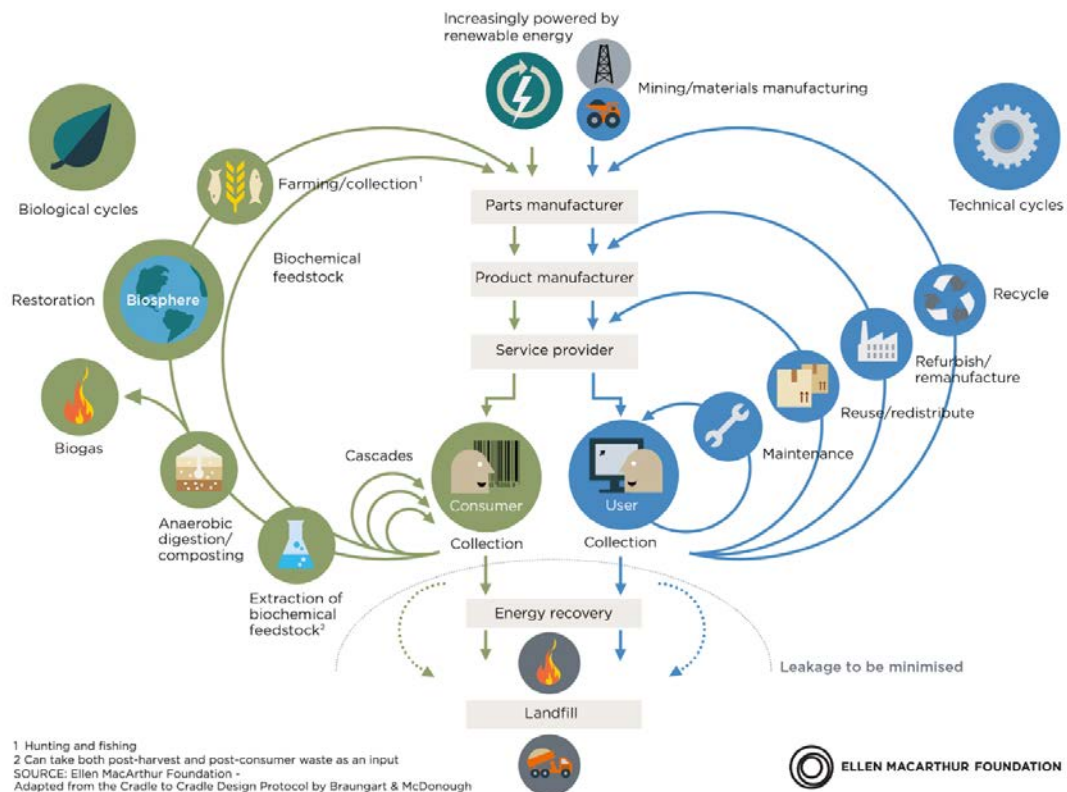 Increasingly powered by
renewable energy
Mining/materials manufacturing
Biological cycles
Technical cycles
Farming/collection¹
Parts manufacturer
Biochemical
feedstock
Product manufacturer
Restoration
Biosphere
Recycle
Service provider
Refurbish/
remanufacture
Reuse/redistribute
Biogas
Maintenance
Cascades
Consumer
User
Anaerobic
digestion/
composting
Collection
Collection
Extraction of
biochemical
feedstock²
Energy recovery
Leakage to be minimised
Landfill
1 Hunting and fishing
2 Can take both post-harvest and post-consumer waste as an input
SOURCE: Ellen MacArthur Foundation -
Adapted from the Cradle to Cradle Design Protocol by Braungart & McDonough
ELLEN MACARTHUR FOUNDATION